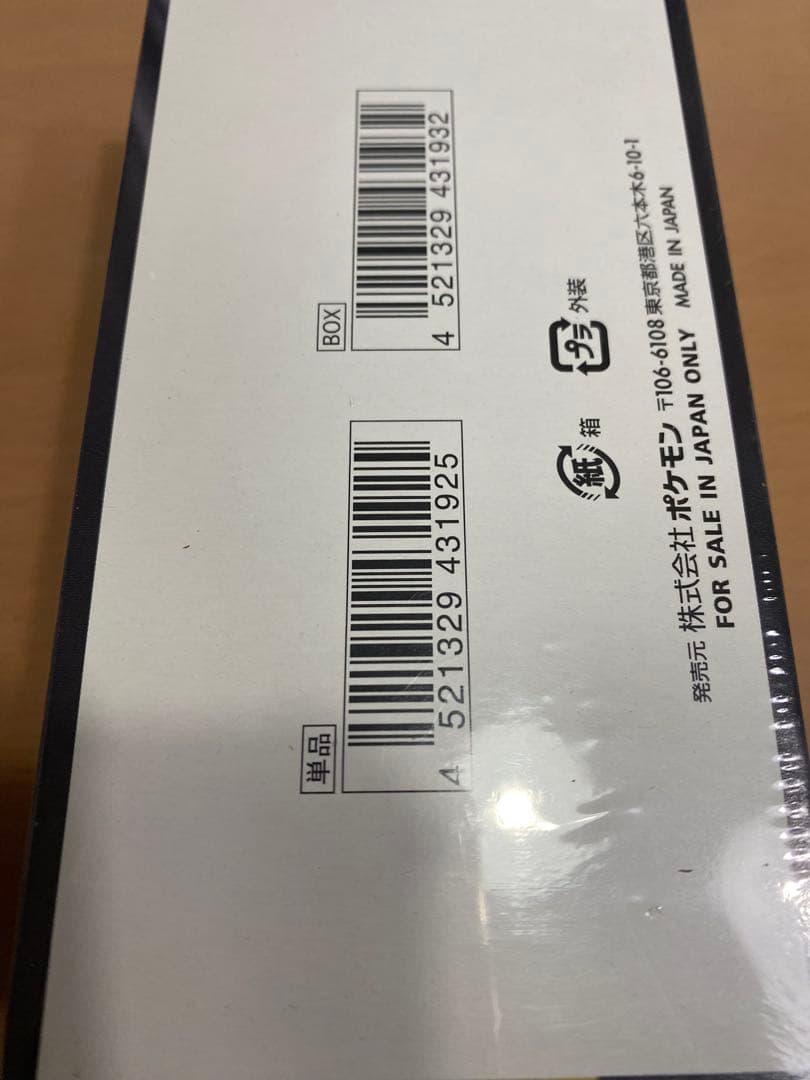 BOX
4 521329 431932
単品
4 521329 431925
プラ 外装
紙 箱
発売元 株式会社 ポケモン 〒106-6108 東京都港区六本木6-10-1
FOR SALE IN JAPAN ONLY MADE IN JAPAN